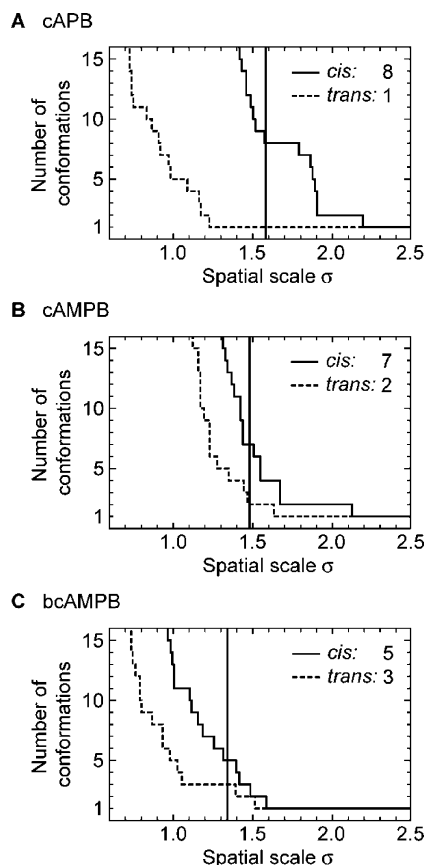 A cAPB
15
10
5
1
Number of
conformations
cis: 8
trans: 1
1.0 1.5 2.0 2.5
Spatial scale σ
B cAMPB
15
10
5
1
Number of
conformations
cis: 7
trans: 2
1.0 1.5 2.0 2.5
Spatial scale σ
C bcAMPB
15
10
5
1
Number of
conformations
cis: 5
trans: 3
1.0 1.5 2.0 2.5
Spatial scale σ